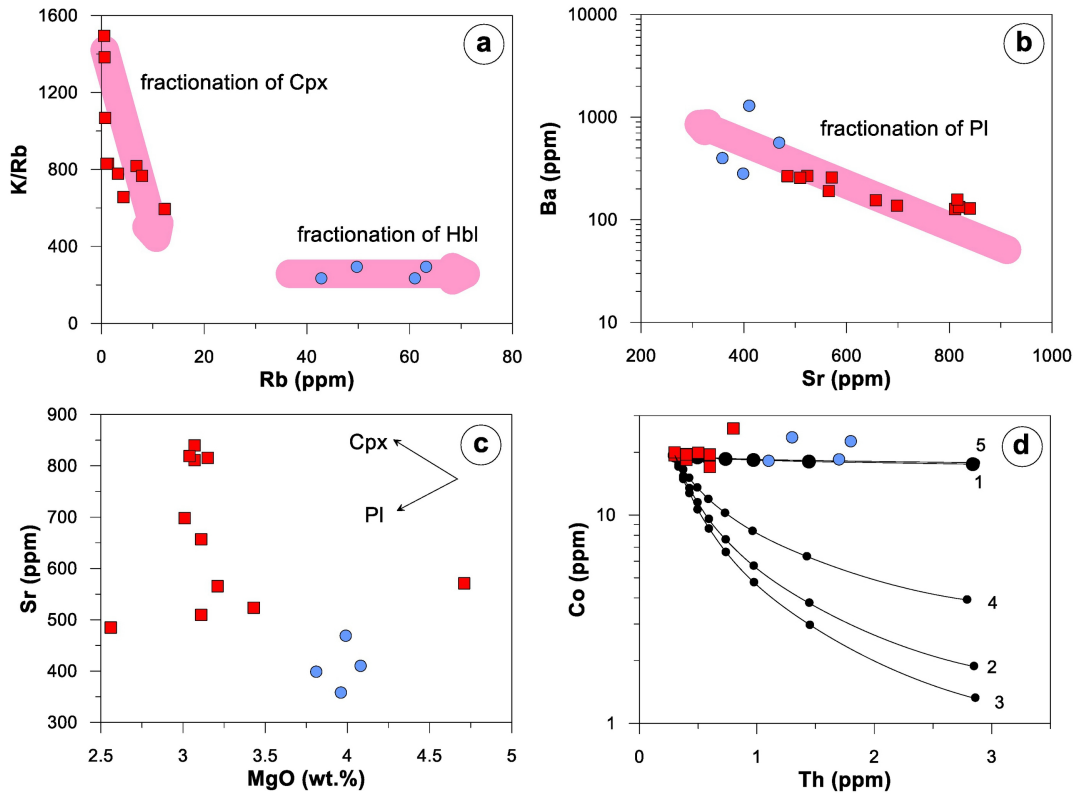 1600
1200
800
400
0
0
20
40
60
80
K/Rb
Rb (ppm)
fractionation of Cpx
fractionation of Hbl
a
10000
1000
100
10
200
400
600
800
1000
Ba (ppm)
Sr (ppm)
fractionation of Pl
b
900
800
700
600
500
400
300
2.5
3
3.5
4
4.5
5
Sr (ppm)
MgO (wt.%)
Cpx
Pl
c
10
1
0
1
2
3
Co (ppm)
Th (ppm)
5
1
4
2
3
d